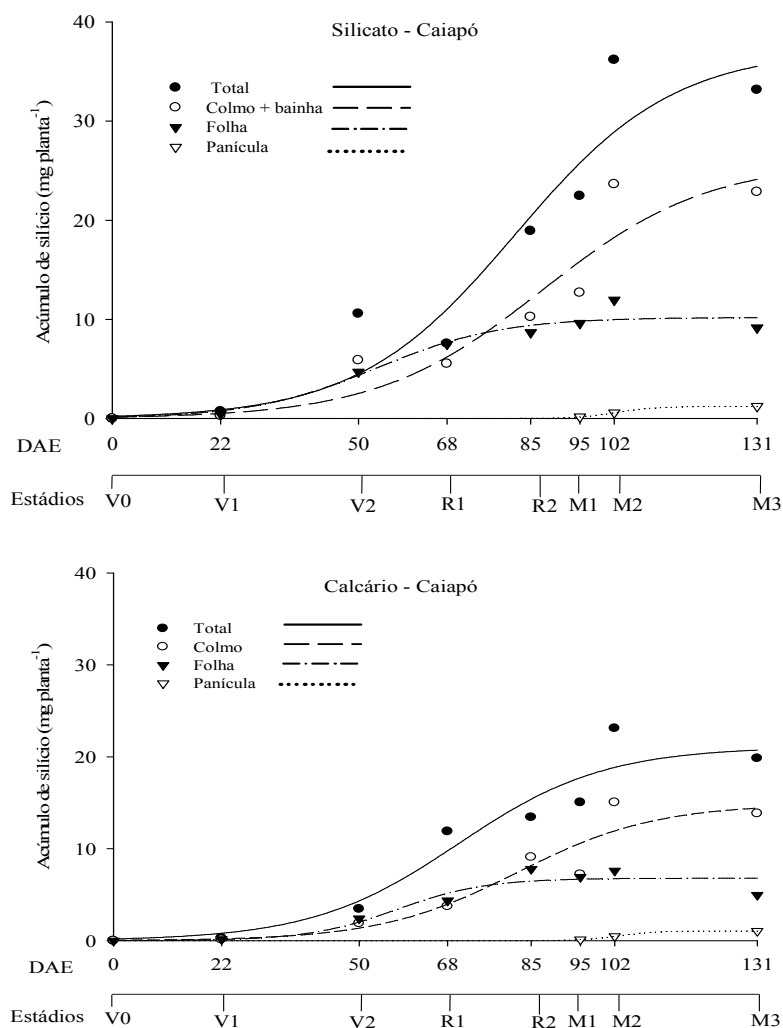 Silicato - Caiapó
Total
Colmo + bainha
Folha
Panícula
Acúmulo de silício (mg planta⁻¹)
40
30
20
10
0
DAE 0 22 50 68 85 95 102 131
Estádios V0 V1 V2 R1 R2 M1 M2 M3
Calcário - Caiapó
Total
Colmo
Folha
Panícula
Acúmulo de silício (mg planta⁻¹)
40
30
20
10
0
DAE 0 22 50 68 85 95 102 131
Estádios V0 V1 V2 R1 R2 M1 M2 M3